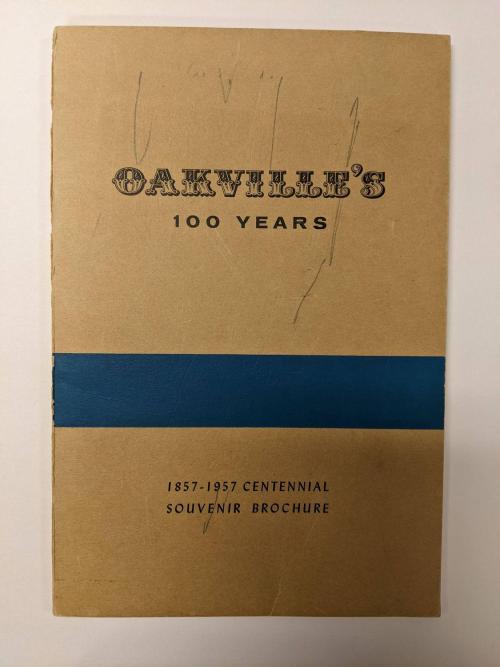 OAKVILLE'S
100 YEARS
1857-1957 CENTENNIAL
SOUVENIR BROCHURE